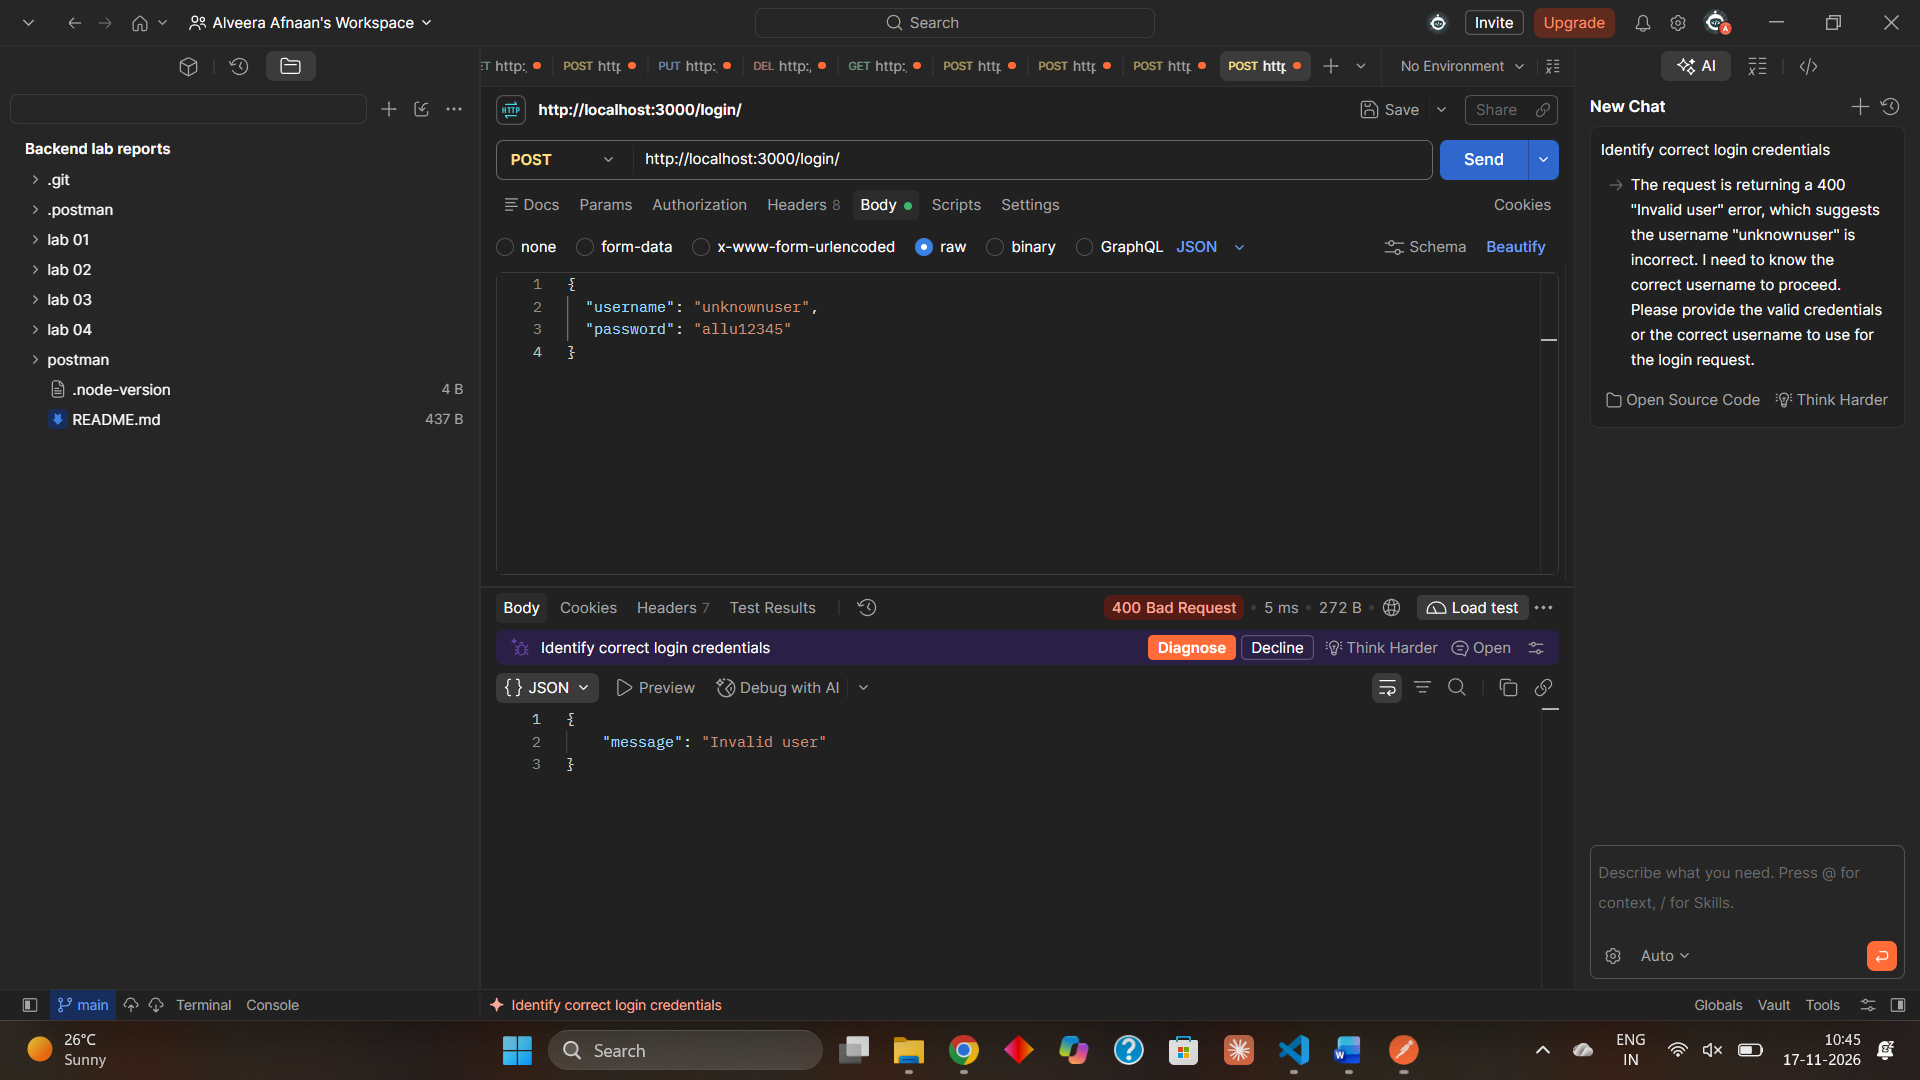 Alveera Afnaan's Workspace
Search
Invite
Upgrade
ET http:
POST http
PUT http:
DEL http:
GET http:
POST http
POST http
POST http
POST http
No Environment
AI
HTTP
http://localhost:3000/login/
Save
Share
New Chat
Backend lab reports
.git
.postman
lab 01
lab 02
lab 03
lab 04
postman
.node-version 4 B
README.md 437 B
POST http://localhost:3000/login/
Send
Docs Params Authorization Headers 8 Body Scripts Settings Cookies
none form-data x-www-form-urlencoded raw binary GraphQL JSON Schema Beautify
1 {
2 "username": "unknownuser",
3 "password": "allu12345"
4 }
Identify correct login credentials
The request is returning a 400
"Invalid user" error, which suggests
the username "unknownuser" is
incorrect. I need to know the
correct username to proceed.
Please provide the valid credentials
or the correct username to use for
the login request.
Open Source Code Think Harder
Body Cookies Headers 7 Test Results 400 Bad Request 5 ms 272 B Load test
Identify correct login credentials Diagnose Decline Think Harder Open
{} JSON Preview Debug with AI
1 {
2 "message": "Invalid user"
3 }
Describe what you need. Press @ for
context, / for Skills.
Auto
main Terminal Console Identify correct login credentials Globals Vault Tools
26°C
Sunny
Search
ENG
IN
10:45
17-11-2026